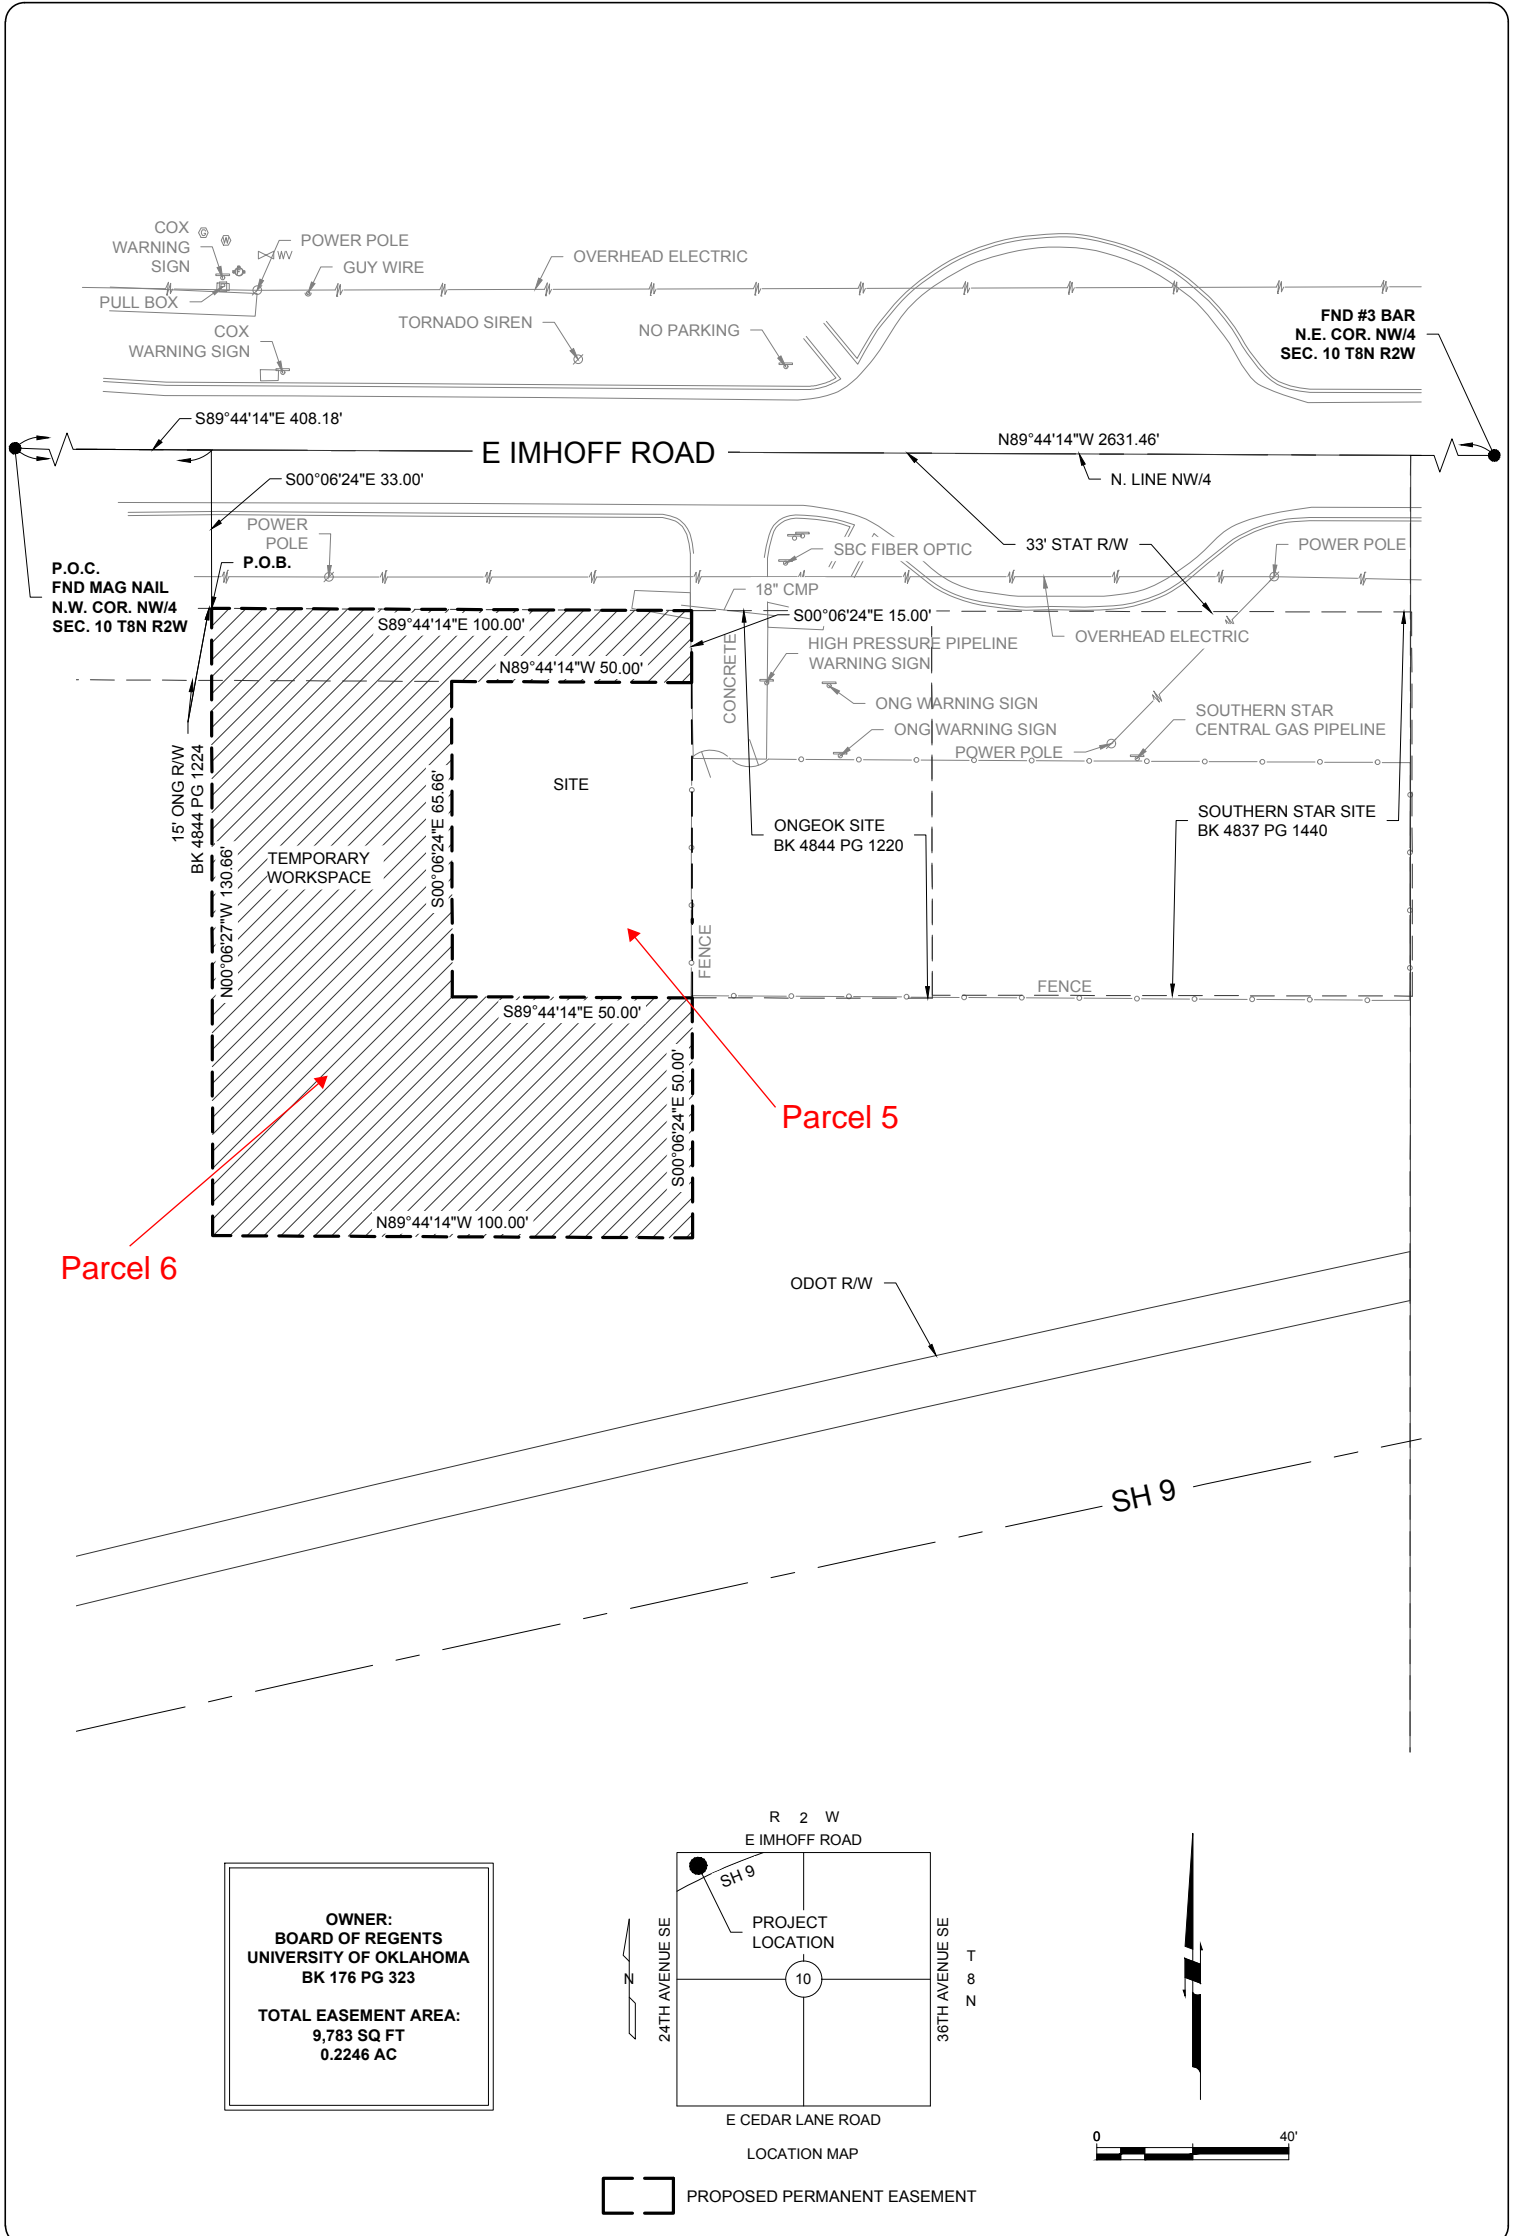 COX
WARNING
SIGN
G
W
WV
POWER POLE
GUY WIRE
OVERHEAD ELECTRIC
PULL BOX
COX
WARNING SIGN
TORNADO SIREN
NO PARKING
FND #3 BAR
N.E. COR. NW/4
SEC. 10 T8N R2W
S89°44'14"E 408.18'
E IMHOFF ROAD
N89°44'14"W 2631.46'
N. LINE NW/4
S00°06'24"E 33.00'
POWER
POLE
P.O.B.
P.O.C.
FND MAG NAIL
N.W. COR. NW/4
SEC. 10 T8N R2W
SBC FIBER OPTIC
33' STAT R/W
POWER POLE
18" CMP
S89°44'14"E 100.00'
S00°06'24"E 15.00'
OVERHEAD ELECTRIC
HIGH PRESSURE PIPELINE
WARNING SIGN
N89°44'14"W 50.00'
CONCRETE
ONG WARNING SIGN
ONG WARNING SIGN
POWER POLE
SOUTHERN STAR
CENTRAL GAS PIPELINE
15' ONG R/W
BK 4844 PG 1224
SITE
S00°06'24"E 65.66'
ONGEOK SITE
BK 4844 PG 1220
SOUTHERN STAR SITE
BK 4837 PG 1440
TEMPORARY
WORKSPACE
N00°06'27"W 130.66'
FENCE
FENCE
S89°44'14"E 50.00'
S00°06'24"E 50.00'
Parcel 5
N89°44'14"W 100.00'
Parcel 6
ODOT R/W
SH 9
OWNER:
BOARD OF REGENTS
UNIVERSITY OF OKLAHOMA
BK 176 PG 323
TOTAL EASEMENT AREA:
9,783 SQ FT
0.2246 AC
R 2 W
E IMHOFF ROAD
SH 9
PROJECT
LOCATION
N
24TH AVENUE SE
10
36TH AVENUE SE
T
8
N
E CEDAR LANE ROAD
LOCATION MAP
N
0 40'
PROPOSED PERMANENT EASEMENT